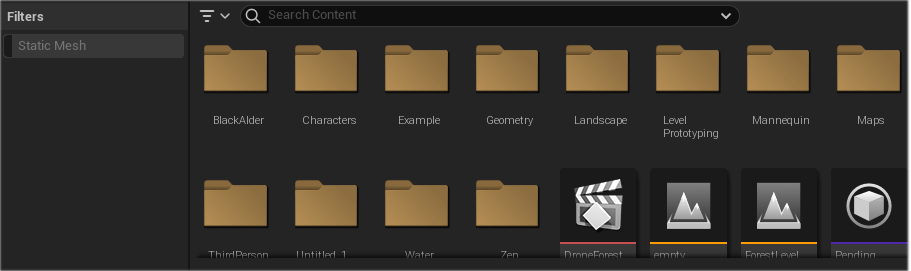 Filters
Search Content
Static Mesh
BlackAlder
Characters
Example
Geometry
Landscape
Level
Prototyping
Mannequin
Maps
ThirdPerson
Untitled_1
Water
Zen
DroneForest
empty
ForestLevel
Pending